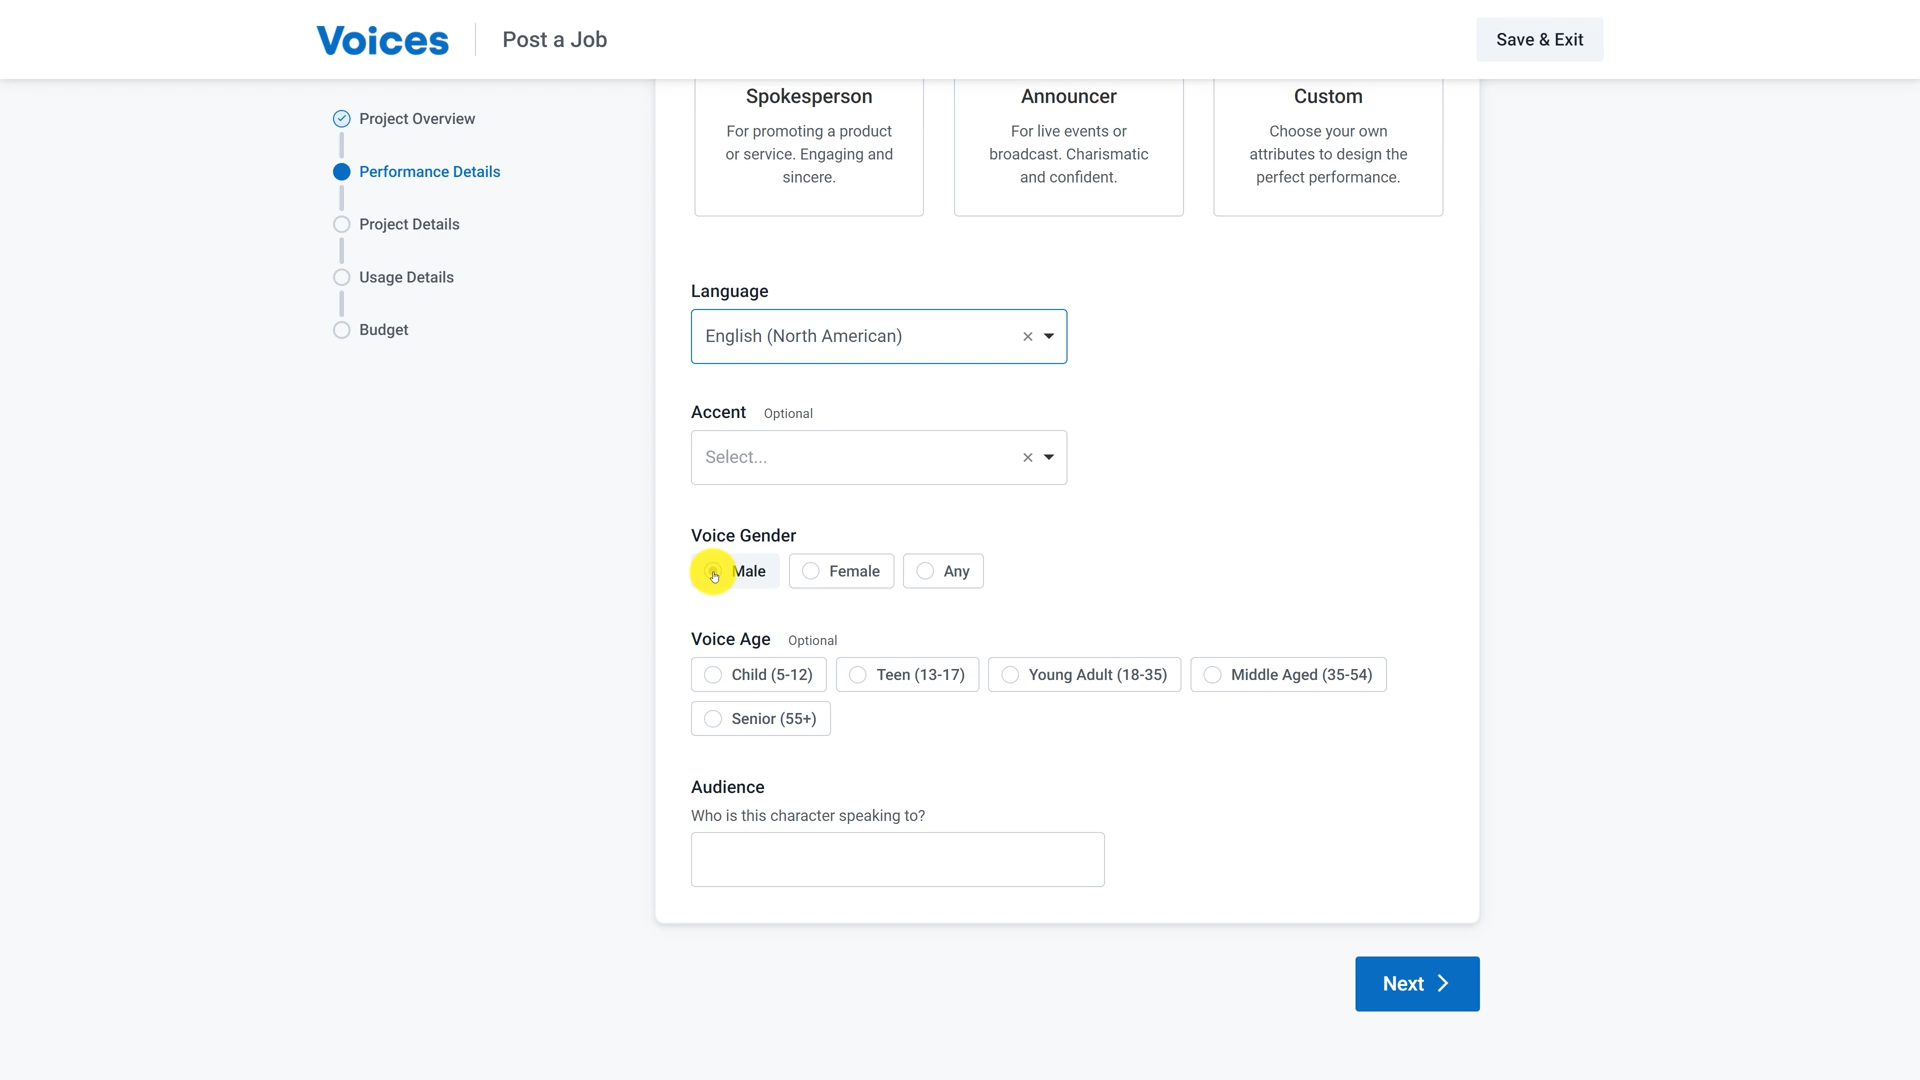 Voices
Post a Job
Save & Exit
Project Overview
Performance Details
Project Details
Usage Details
Budget
Spokesperson
For promoting a product
or service. Engaging and
sincere.
Announcer
For live events or
broadcast. Charismatic
and confident.
Custom
Choose your own
attributes to design the
perfect performance.
Language
English (North American)
Accent Optional
Select...
Voice Gender
Male
Female
Any
Voice Age Optional
Child (5-12)
Teen (13-17)
Young Adult (18-35)
Middle Aged (35-54)
Senior (55+)
Audience
Who is this character speaking to?
Next